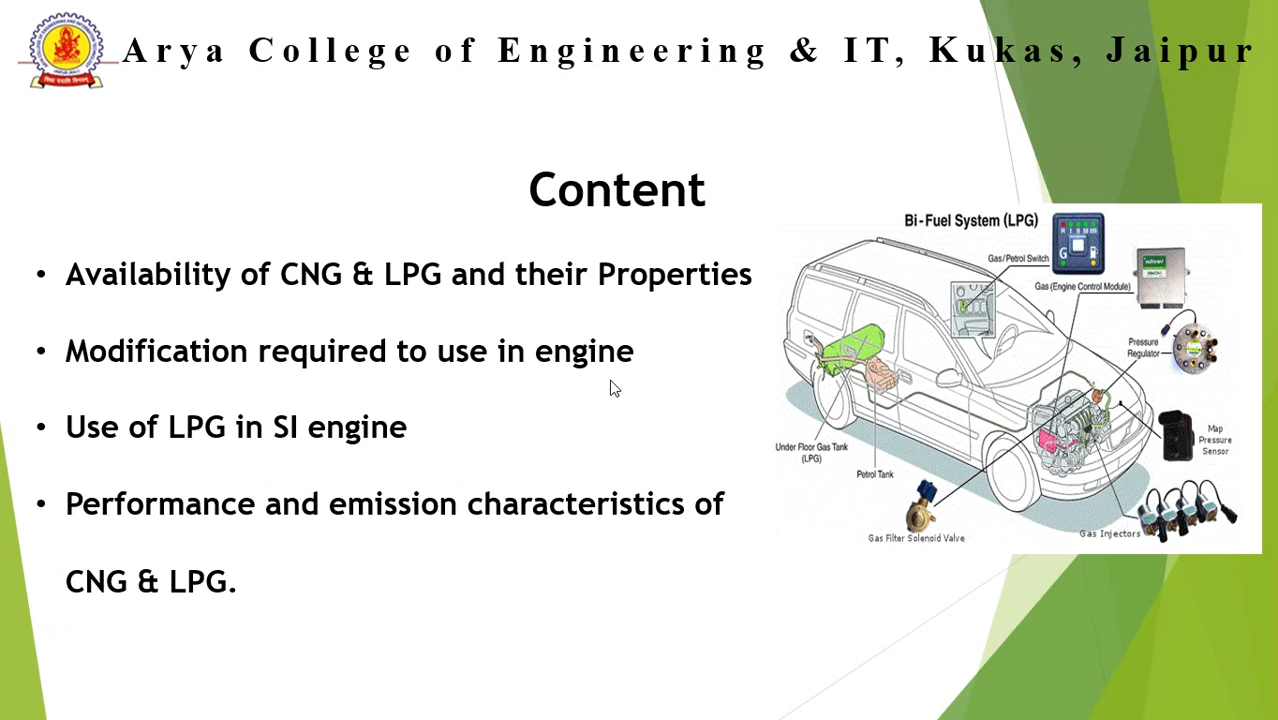 Arya College of Engineering & IT, Kukas, Jaipur
Content
• Availability of CNG & LPG and their Properties
• Modification required to use in engine
• Use of LPG in SI engine
• Performance and emission characteristics of
CNG & LPG.
Bi-Fuel System (LPG)
Gas/Petrol Switch
Gas (Engine Control Module)
Pressure
Regulator
Map
Pressure
Sensor
Under Floor Gas Tank
(LPG)
Petrol Tank
Gas Filter Solenoid Valve
Gas Injectors